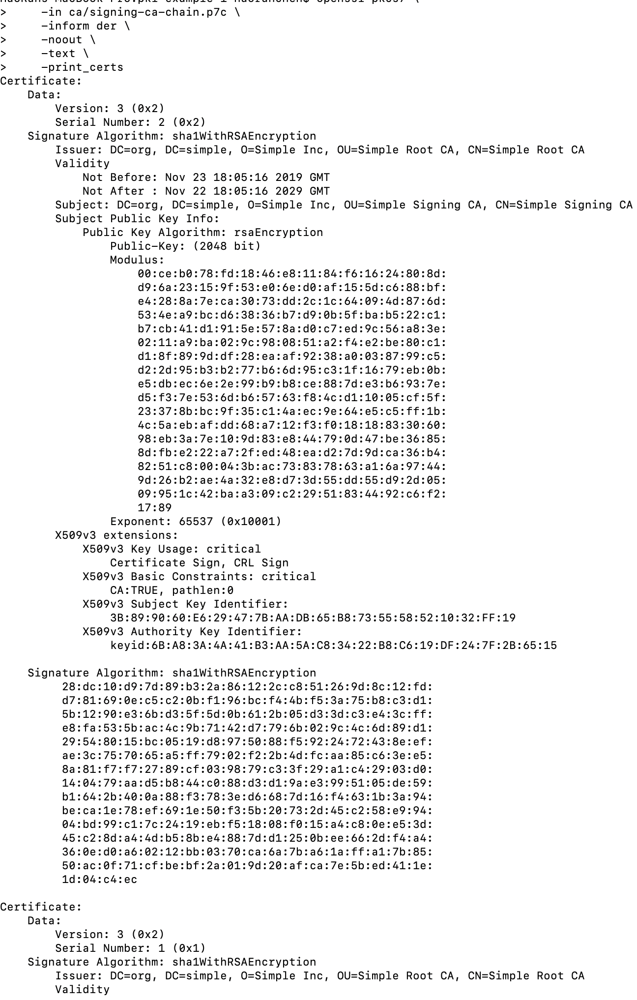 >     -in ca/signing-ca-chain.p7c \
>     -inform der \
>     -noout \
>     -text \
>     -print_certs
Certificate:
    Data:
        Version: 3 (0x2)
        Serial Number: 2 (0x2)
    Signature Algorithm: sha1WithRSAEncryption
        Issuer: DC=org, DC=simple, O=Simple Inc, OU=Simple Root CA, CN=Simple Root CA
        Validity
            Not Before: Nov 23 18:05:16 2019 GMT
            Not After : Nov 22 18:05:16 2029 GMT
        Subject: DC=org, DC=simple, O=Simple Inc, OU=Simple Signing CA, CN=Simple Signing CA
        Subject Public Key Info:
            Public Key Algorithm: rsaEncryption
                Public-Key: (2048 bit)
                Modulus:
                    00:ce:b0:78:fd:18:46:e8:11:84:f6:16:24:80:8d:
                    d9:6a:23:15:9f:53:e0:6e:d0:af:15:5d:c6:88:bf:
                    e4:28:8a:7e:ca:30:73:dd:2c:1c:64:09:4d:87:6d:
                    53:4e:a9:bc:d6:38:36:b7:d9:0b:5f:ba:b5:22:c1:
                    b7:cb:41:d1:91:5e:57:8a:d0:c7:ed:9c:56:a8:3e:
                    02:11:a9:ba:02:9c:98:08:51:a2:f4:e2:be:80:c1:
                    d1:8f:89:9d:df:28:ea:af:92:38:a0:03:87:99:c5:
                    d2:2d:95:b3:b2:77:b6:6d:95:c3:1f:16:79:eb:0b:
                    e5:db:ec:6e:2e:99:b9:b8:ce:88:7d:e3:b6:93:7e:
                    d5:f3:7e:53:6d:b6:57:63:f8:4c:d1:10:05:cf:5f:
                    23:37:8b:bc:9f:35:c1:4a:ec:9e:64:e5:c5:ff:1b:
                    4c:5a:eb:af:dd:68:a7:12:f3:f0:18:18:83:30:60:
                    98:eb:3a:7e:10:9d:83:e8:44:79:0d:47:be:36:85:
                    8d:fb:e2:22:a7:2f:ed:48:ea:d2:7d:9d:ca:36:b4:
                    82:51:c8:00:04:3b:ac:73:83:78:63:a1:6a:97:44:
                    9d:26:b2:ae:4a:32:e8:d7:3d:55:dd:55:d9:2d:05:
                    09:95:1c:42:ba:a3:09:c2:29:51:83:44:92:c6:f2:
                    17:89
                Exponent: 65537 (0x10001)
        X509v3 extensions:
            X509v3 Key Usage: critical
                Certificate Sign, CRL Sign
            X509v3 Basic Constraints: critical
                CA:TRUE, pathlen:0
            X509v3 Subject Key Identifier:
                3B:89:90:60:E6:29:47:7B:AA:DB:65:B8:73:55:58:52:10:32:FF:19
            X509v3 Authority Key Identifier:
                keyid:6B:A8:3A:4A:41:B3:AA:5A:C8:34:22:B8:C6:19:DF:24:7F:2B:65:15
    Signature Algorithm: sha1WithRSAEncryption
         28:dc:10:d9:7d:89:b3:2a:86:12:2c:c8:51:26:9d:8c:12:fd:
         d7:81:69:0e:c5:c2:0b:f1:96:bc:f4:4b:f5:3a:75:b8:c3:d1:
         5b:12:90:e3:6b:d3:5f:5d:0b:61:2b:05:d3:3d:c3:e4:3c:ff:
         e8:fa:53:5b:ac:4c:9b:71:42:d7:79:6b:02:9c:4c:6d:89:d1:
         29:54:80:15:bc:05:19:d8:97:50:88:f5:92:24:72:43:8e:ef:
         ae:3c:75:70:65:a5:ff:79:02:f2:2b:4d:fc:aa:85:c6:3e:e5:
         8a:81:f7:f7:27:89:cf:03:98:79:c3:3f:29:a1:c4:29:03:d0:
         14:04:79:aa:d5:b8:44:c0:88:d3:d1:9a:e3:99:51:05:de:59:
         b1:64:2b:40:0a:88:f3:78:3e:d6:68:7d:16:f4:63:1b:3a:94:
         be:ca:1e:78:ef:69:1e:50:f3:5b:20:73:2d:45:c2:58:e9:94:
         04:bd:99:c1:7c:24:19:eb:f5:18:08:f0:15:a4:c8:0e:e5:3d:
         45:c2:8d:a4:4d:b5:8b:e4:88:7d:d1:25:0b:ee:66:2d:f4:a4:
         36:0e:d0:a6:02:12:bb:03:70:ca:6a:7b:a6:1a:ff:a1:7b:85:
         50:ac:0f:71:cf:be:bf:2a:01:9d:20:af:ca:7e:5b:ed:41:1e:
         1d:04:c4:ec
Certificate:
    Data:
        Version: 3 (0x2)
        Serial Number: 1 (0x1)
    Signature Algorithm: sha1WithRSAEncryption
        Issuer: DC=org, DC=simple, O=Simple Inc, OU=Simple Root CA, CN=Simple Root CA
        Validity